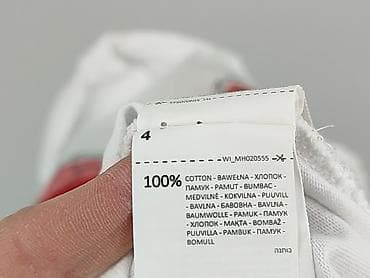 4
WI_MH020555
100% COTTON - BAWEŁNA - ХЛОПОК -
ПАМУК - PAMUT - BUMBAC -
MEDVILNĖ - KOKVILNA - PUUVILL
- BAVLNA - БАВОВНА - BAVLNA -
BAUMWOLLE - PAMUK - ПАМУК
- ХЛОПОК - МАҚТА - BOMBAŽ -
PUUVILLA - PAMBUK - ПАМУК -
BOMULL
כותנה